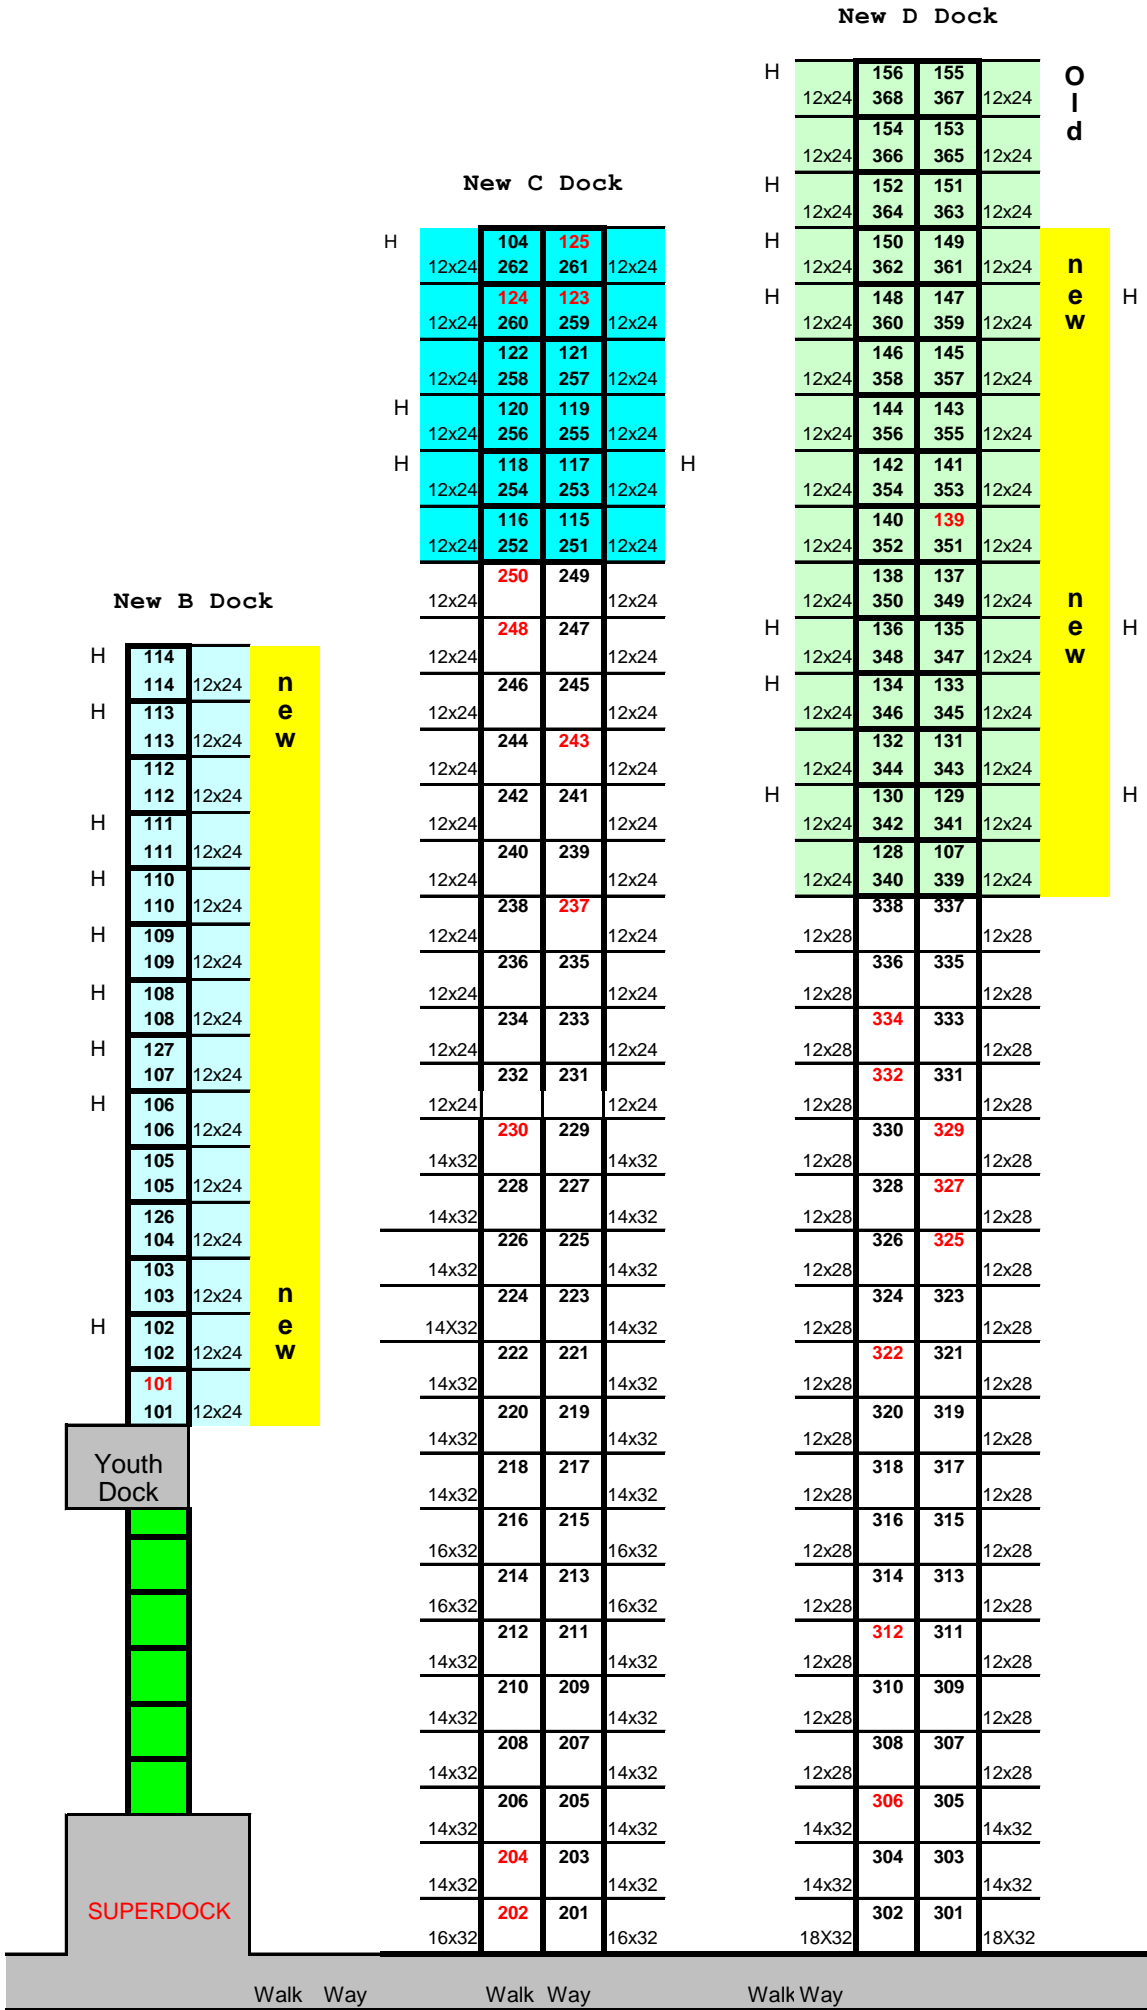 New B Dock
H 114
114 12x24 n
H 113 e
113 12x24 w
112
112 12x24
H 111
111 12x24
H 110
110 12x24
H 109
109 12x24
H 108
108 12x24
H 127
107 12x24
H 106
106 12x24
105
105 12x24
126
104 12x24
103
103 12x24 n
H 102 e
102 12x24 w
101
101 12x24
Youth
Dock
SUPERDOCK
New C Dock
H 104 125
12x24 262 261 12x24
124 123
12x24 260 259 12x24
122 121
12x24 258 257 12x24
H 120 119
12x24 256 255 12x24
H 118 117 H
12x24 254 253 12x24
116 115
12x24 252 251 12x24
250 249
12x24 12x24
248 247
12x24 12x24
246 245
12x24 12x24
244 243
12x24 12x24
242 241
12x24 12x24
240 239
12x24 12x24
238 237
12x24 12x24
236 235
12x24 12x24
234 233
12x24 12x24
232 231
12x24 12x24
230 229
14x32 14x32
228 227
14x32 14x32
226 225
14x32 14x32
224 223
14X32 14x32
222 221
14x32 14x32
220 219
14x32 14x32
218 217
14x32 14x32
216 215
16x32 16x32
214 213
16x32 16x32
212 211
14x32 14x32
210 209
14x32 14x32
208 207
14x32 14x32
206 205
14x32 14x32
204 203
14x32 14x32
202 201
16x32 16x32
New D Dock
H 156 155 O
12x24 368 367 12x24 l
154 153 d
12x24 366 365 12x24
H 152 151
12x24 364 363 12x24
H 150 149
12x24 362 361 12x24 n
H 148 147 e H
12x24 360 359 12x24 w
146 145
12x24 358 357 12x24
144 143
12x24 356 355 12x24
142 141
12x24 354 353 12x24
140 139
12x24 352 351 12x24
138 137
12x24 350 349 12x24 n
H 136 135 e H
12x24 348 347 12x24 w
H 134 133
12x24 346 345 12x24
132 131
12x24 344 343 12x24
H 130 129 H
12x24 342 341 12x24
128 107
12x24 340 339 12x24
338 337
12x28 12x28
336 335
12x28 12x28
334 333
12x28 12x28
332 331
12x28 12x28
330 329
12x28 12x28
328 327
12x28 12x28
326 325
12x28 12x28
324 323
12x28 12x28
322 321
12x28 12x28
320 319
12x28 12x28
318 317
12x28 12x28
316 315
12x28 12x28
314 313
12x28 12x28
312 311
12x28 12x28
310 309
12x28 12x28
308 307
12x28 12x28
306 305
14x32 14x32
304 303
14x32 14x32
302 301
18X32 18X32
Walk Way Walk Way Walk Way